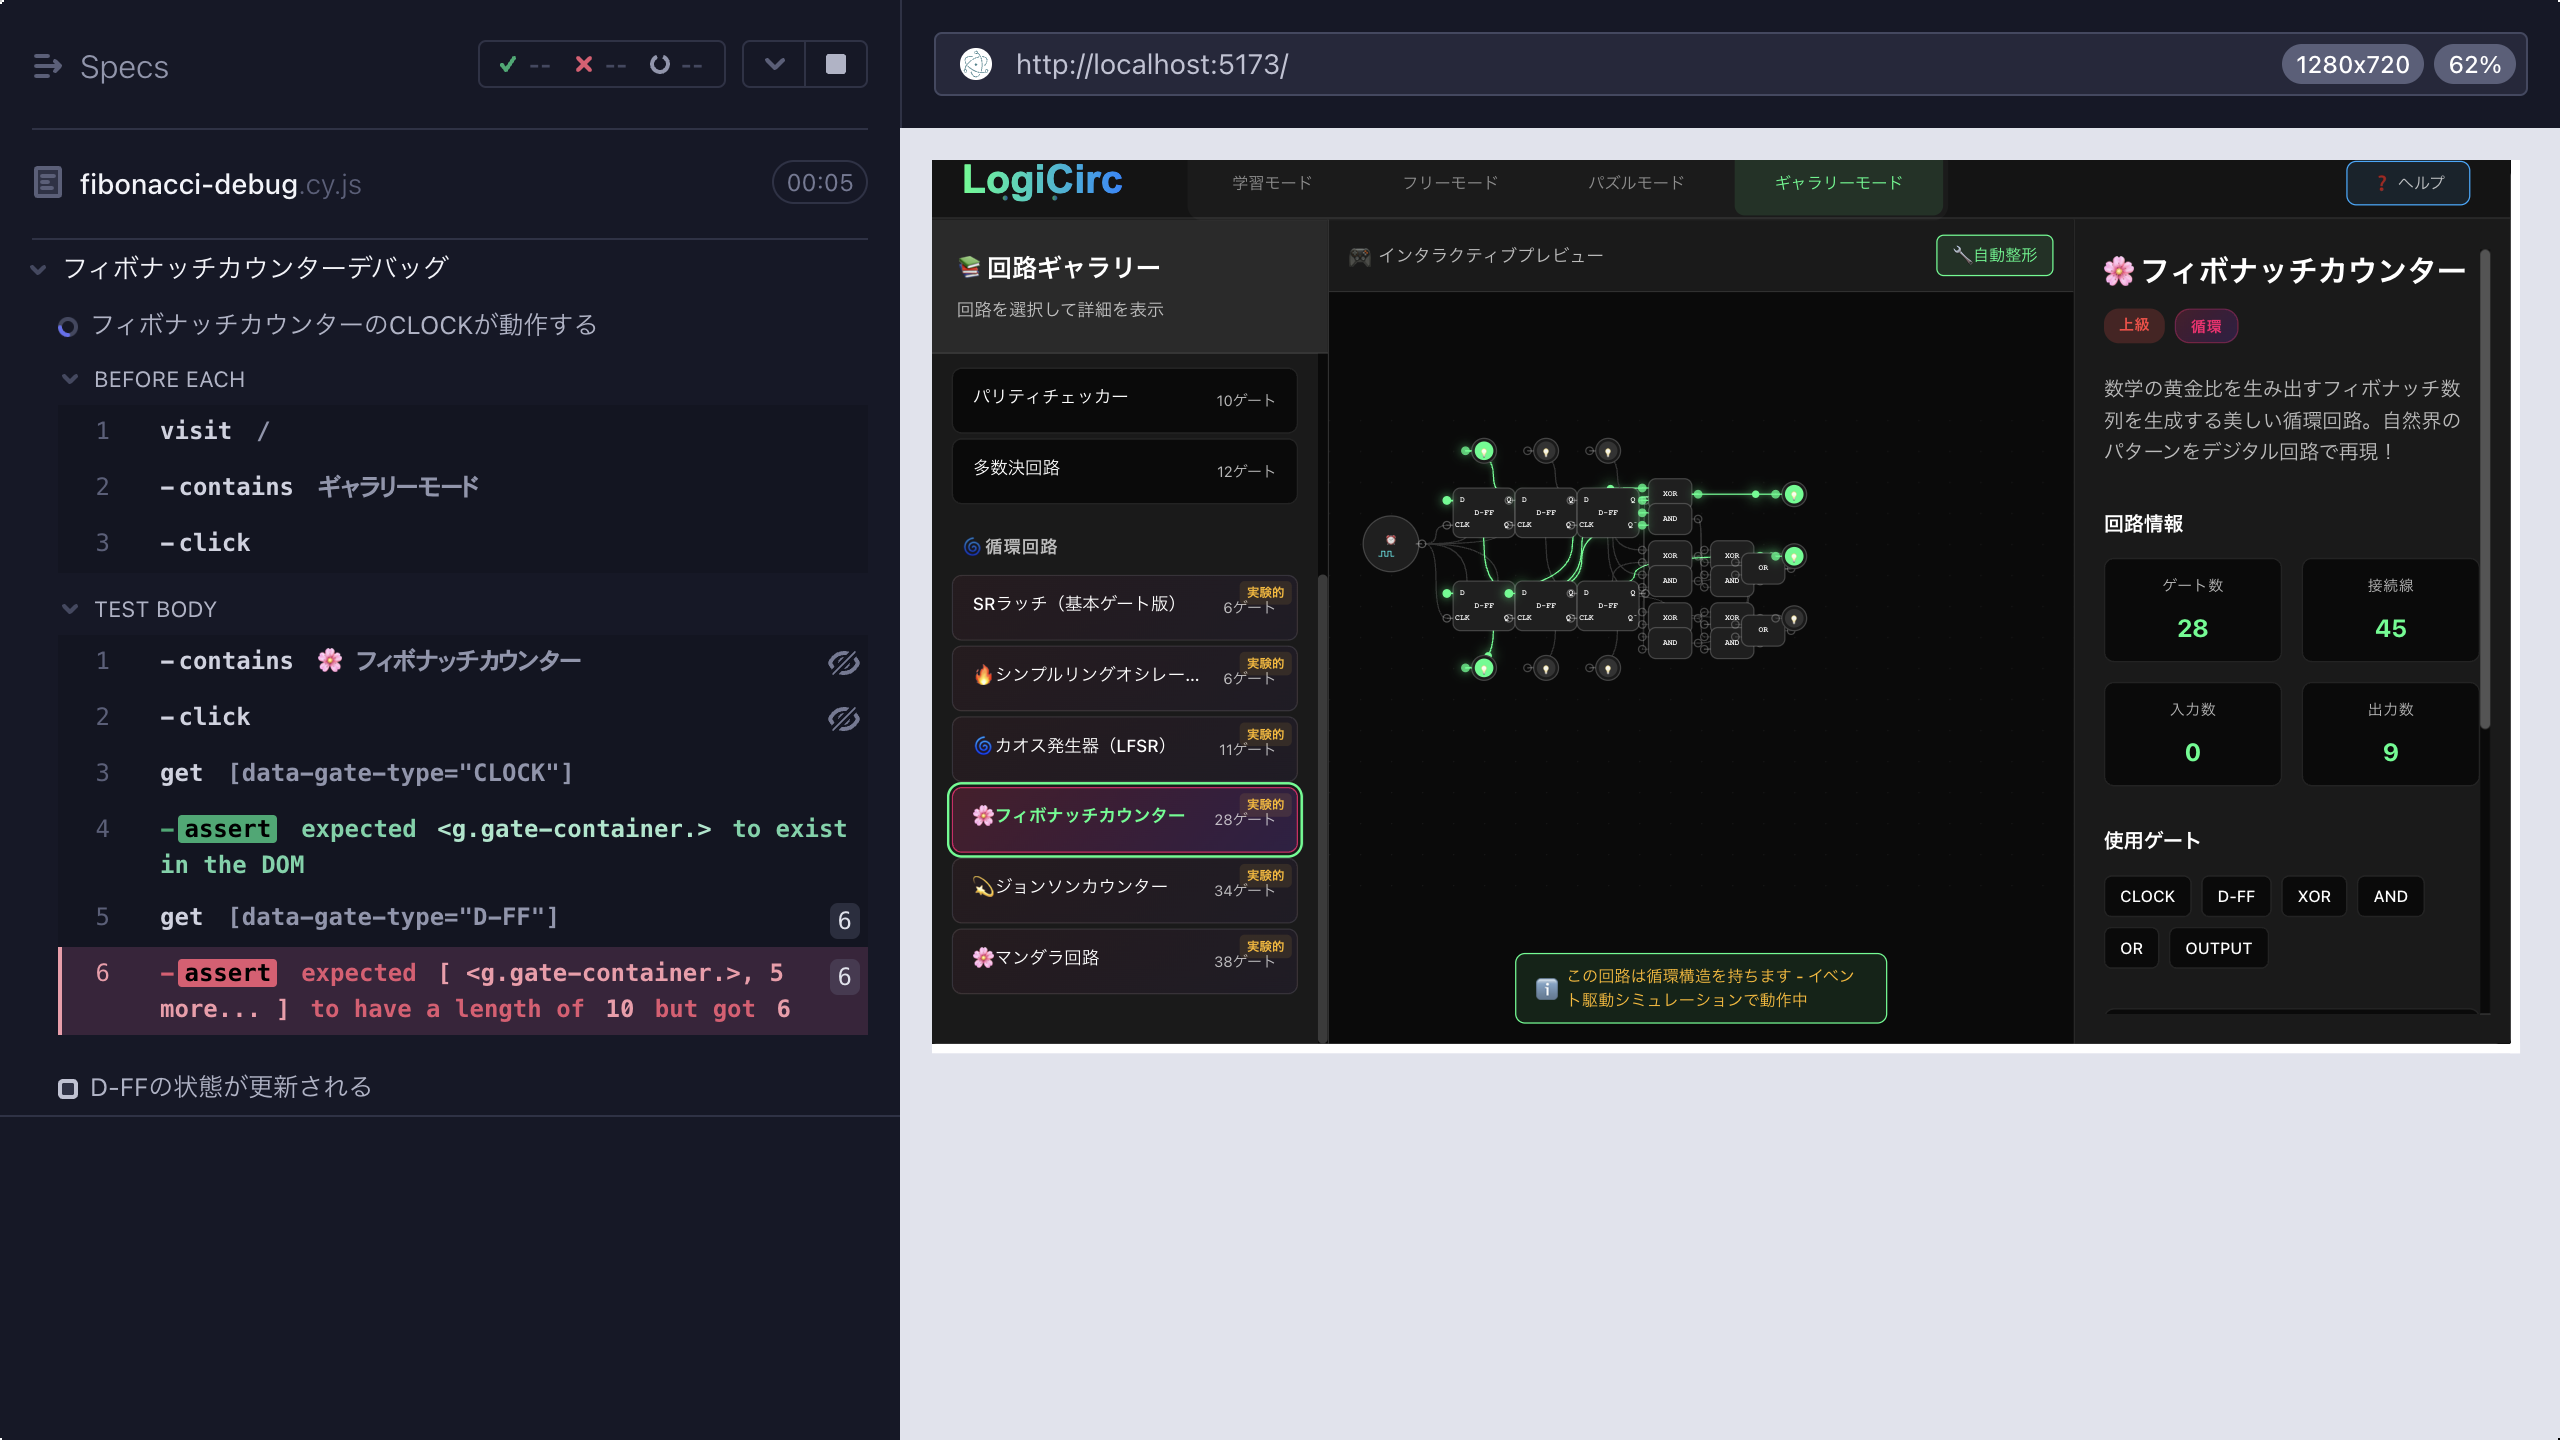 Specs
-- -- --
fibonacci-debug.cy.js
00:05
フィボナッチカウンターデバッグ
フィボナッチカウンターのCLOCKが動作する
BEFORE EACH
1 visit /
2 -contains ギャラリーモード
3 -click
TEST BODY
1 -contains 🌸 フィボナッチカウンター
2 -click
3 get [data-gate-type="CLOCK"]
4 -assert expected <g.gate-container.> to exist
in the DOM
5 get [data-gate-type="D-FF"] 6
6 -assert expected [ <g.gate-container.>, 5 6
more... ] to have a length of 10 but got 6
D-FFの状態が更新される
http://localhost:5173/
1280x720
62%
LogiCirc
学習モード
フリーモード
パズルモード
ギャラリーモード
❓ ヘルプ
📚 回路ギャラリー
回路を選択して詳細を表示
パリティチェッカー 10ゲート
多数決回路 12ゲート
🌀 循環回路
実験的
SRラッチ（基本ゲート版） 6ゲート
実験的
🔥シンプルリングオシレー... 6ゲート
実験的
🌀カオス発生器（LFSR） 11ゲート
実験的
🌸フィボナッチカウンター 28ゲート
実験的
💫ジョンソンカウンター 34ゲート
実験的
🌸マンダラ回路 38ゲート
🎮 インタラクティブプレビュー
🔧自動整形
D Q D Q D Q XOR
D-FF D-FF D-FF
CLK CLK CLK AND
XOR XOR
OR
AND AND
D Q D Q D Q
D-FF D-FF D-FF
CLK CLK CLK XOR XOR
OR
AND AND
この回路は循環構造を持ちます - イベン
ト駆動シミュレーションで動作中
🌸 フィボナッチカウンター
上級
循環
数学の黄金比を生み出すフィボナッチ数
列を生成する美しい循環回路。自然界の
パターンをデジタル回路で再現！
回路情報
ゲート数
28
接続線
45
入力数
0
出力数
9
使用ゲート
CLOCK
D-FF
XOR
AND
OR
OUTPUT